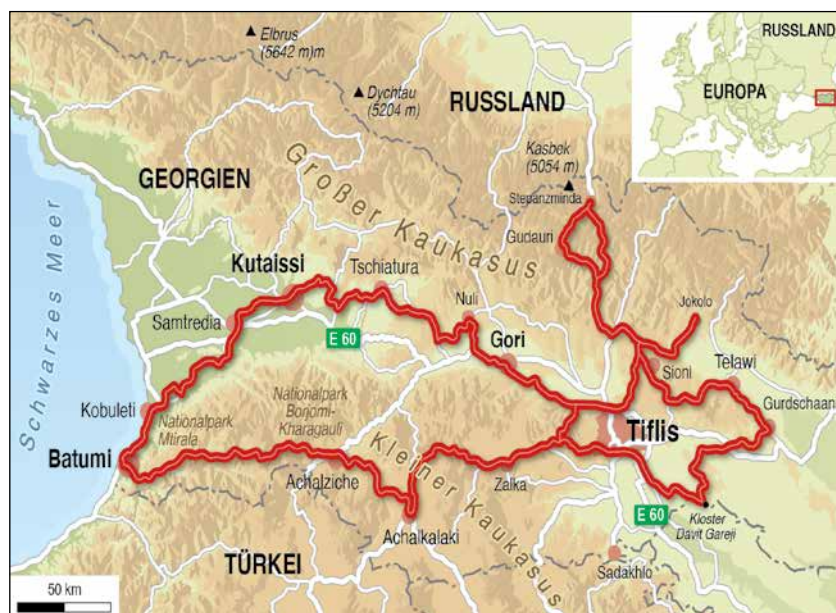 Elbrus
(5642 m)m
Dychtau
(5204 m)
RUSSLAND
RUSSLAND
EUROPA
Kasbek
(5054 m)
Stepanzminda
GEORGIEN
Großer Kaukasus
Gudauri
Schwarzes Meer
Kutaissi
Tschiatura
Nuli
Jokolo
Samtredia
E 60
Gori
Sioni
Telawi
Kobuleti
Nationalpark
Mtirala
Nationalpark
Borjomi-
Kharagauli
Gurdschaani
Tiflis
Batumi
Kleiner Kaukasus
Achalziche
Zalka
Achalkalaki
E 60
Kloster
Davit Gareji
TÜRKEI
Sadakhlo
50 km